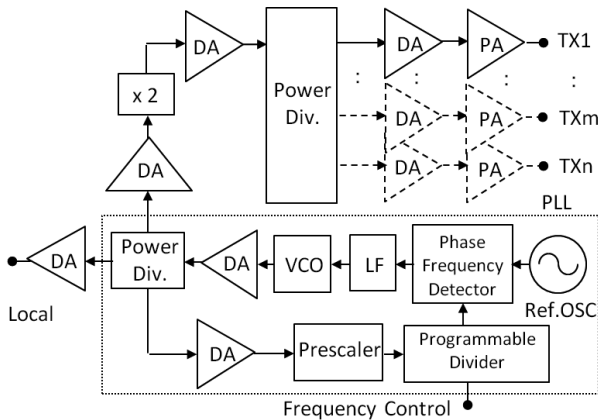 DA
DA
PA
TX1
x 2
Power
Div.
DA
PA
TXm
DA
DA
PA
TXn
PLL
DA
Power
Div.
DA
VCO
LF
Phase
Frequency
Detector
Ref.OSC
Local
DA
Prescaler
Programmable
Divider
Frequency Control